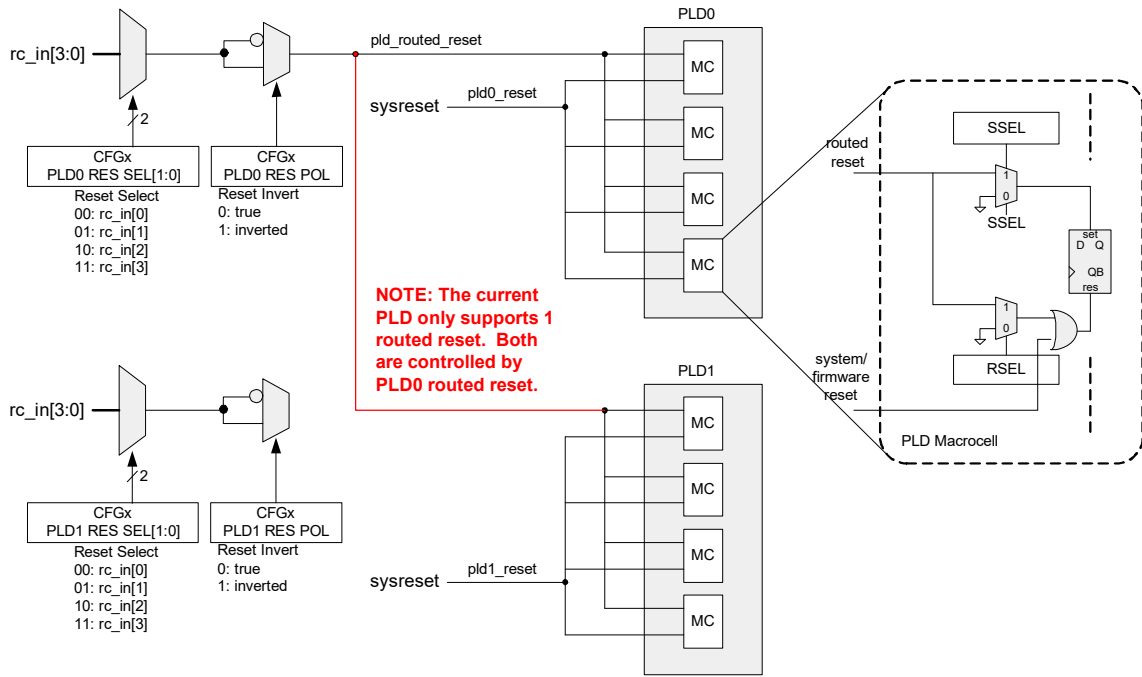 rc_in[3:0]
2
CFGx
PLD0 RES SEL[1:0]
Reset Select
00: rc_in[0]
01: rc_in[1]
10: rc_in[2]
11: rc_in[3]
CFGx
PLD0 RES POL
Reset Invert
0: true
1: inverted
pld_routed_reset
sysreset
pld0_reset
PLD0
MC
MC
MC
MC
NOTE: The current
PLD only supports 1
routed reset. Both
are controlled by
PLD0 routed reset.
rc_in[3:0]
2
CFGx
PLD1 RES SEL[1:0]
Reset Select
00: rc_in[0]
01: rc_in[1]
10: rc_in[2]
11: rc_in[3]
CFGx
PLD1 RES POL
Reset Invert
0: true
1: inverted
sysreset
pld1_reset
PLD1
MC
MC
MC
MC
routed
reset
SSEL
1
0
SSEL
set
D Q
QB
res
1
0
RSEL
system/
firmware
reset
PLD Macrocell